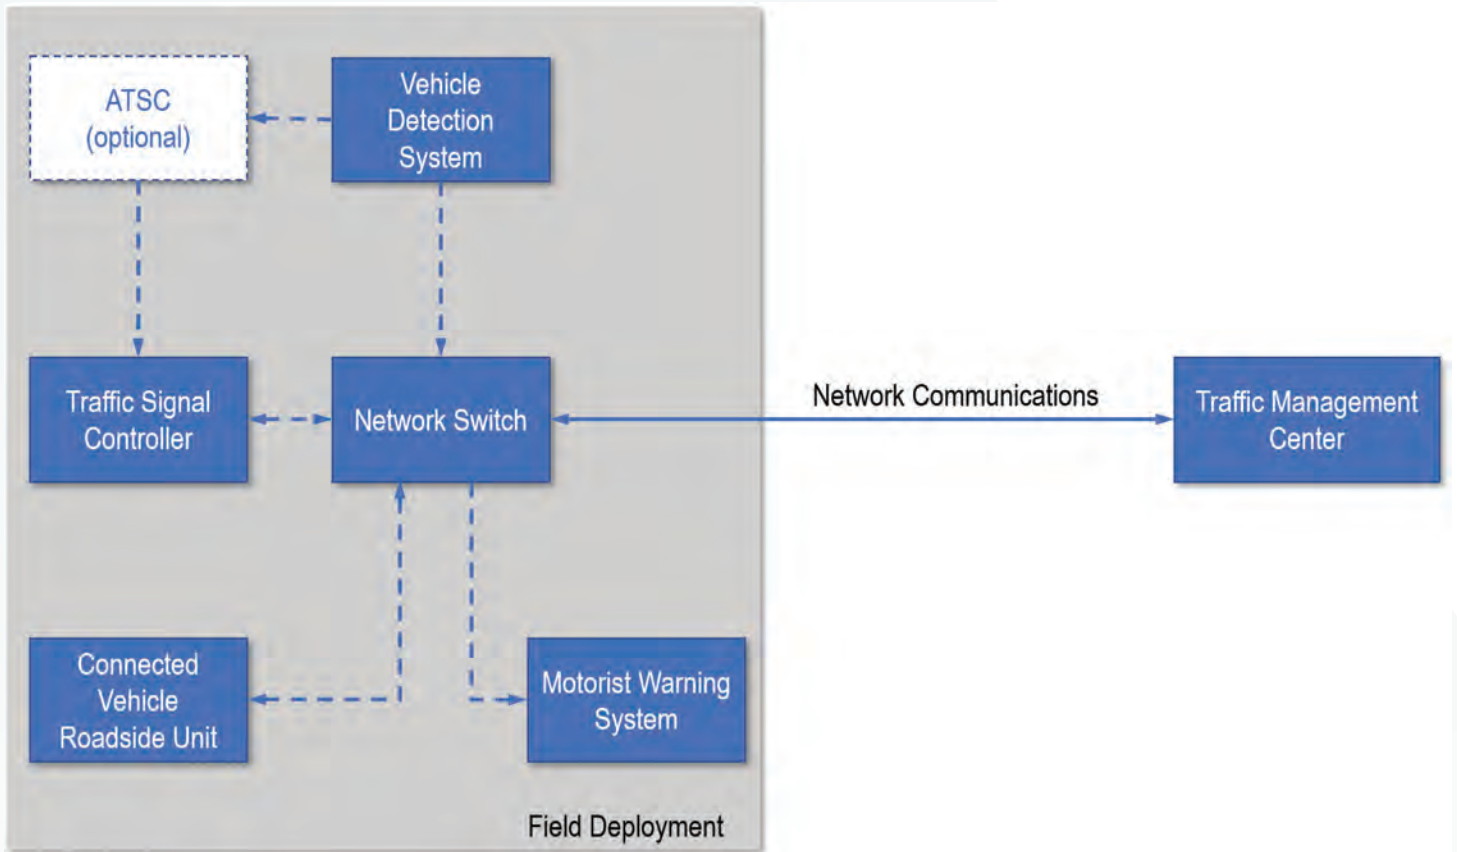 ATSC
(optional)
Vehicle
Detection
System
Traffic Signal
Controller
Network Switch
Network Communications
Traffic Management
Center
Connected
Vehicle
Roadside Unit
Motorist Warning
System
Field Deployment